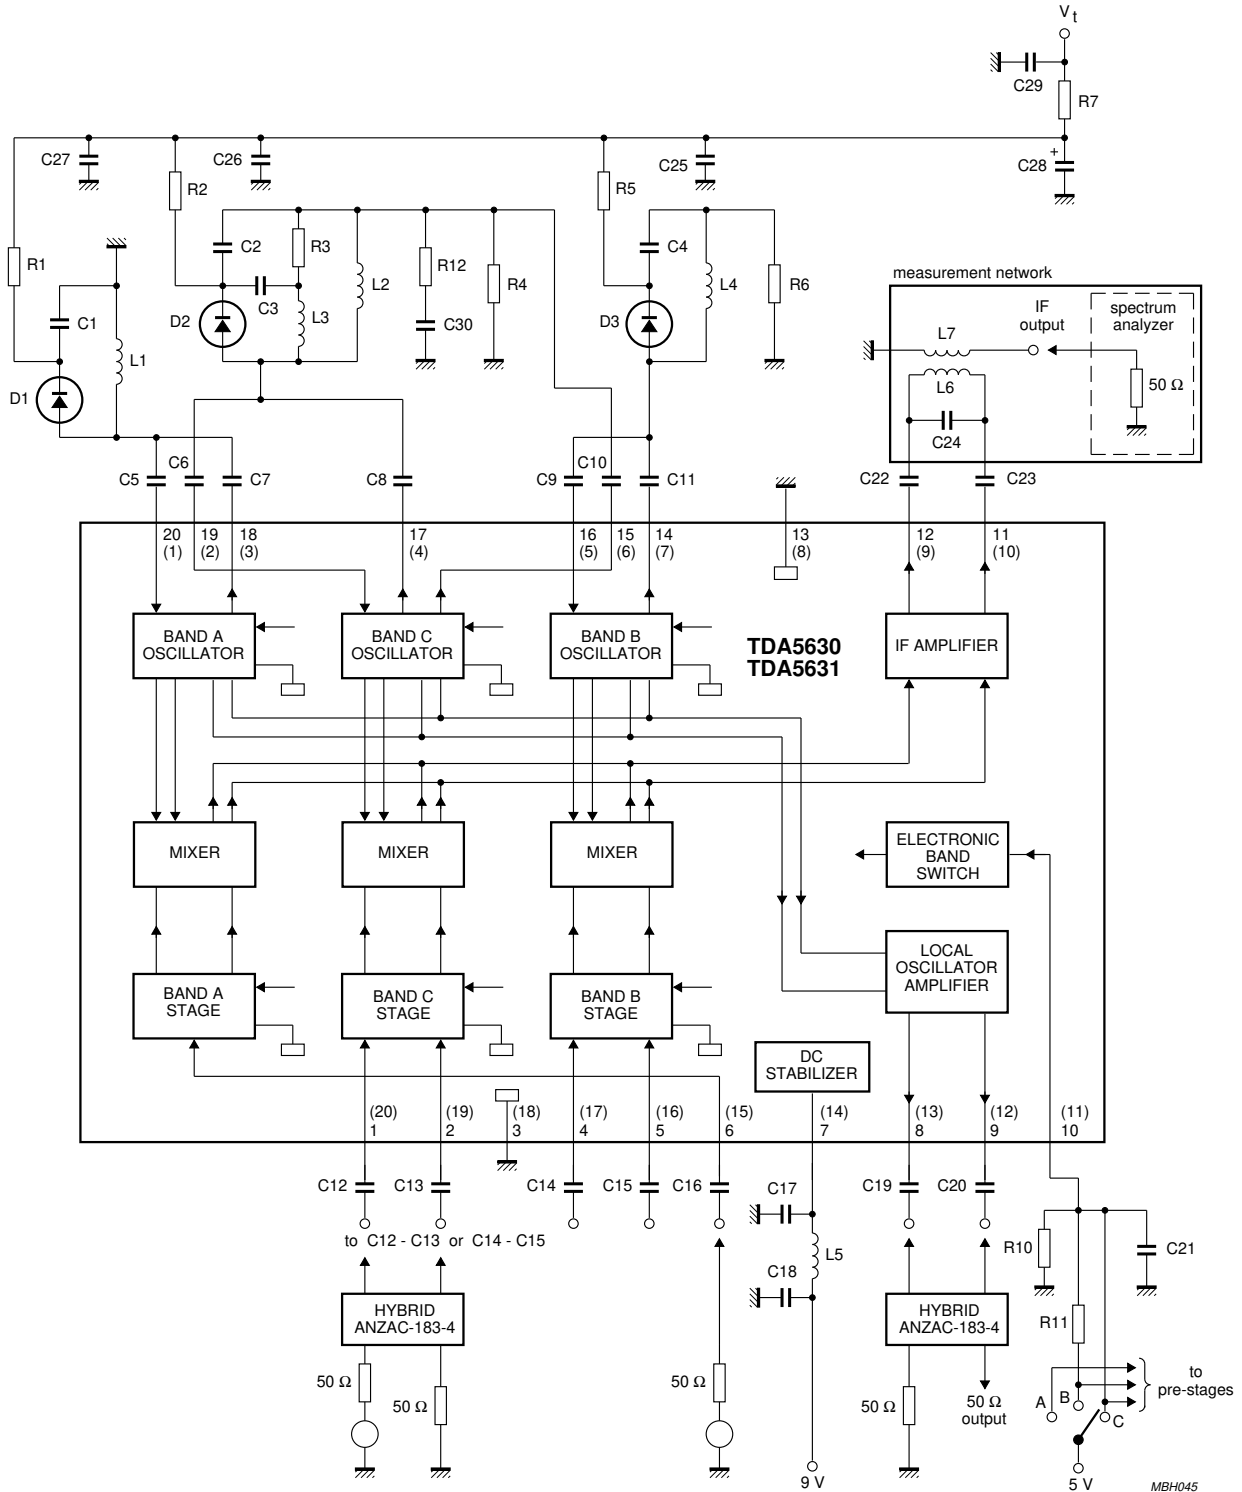 V t
C29
R7
C27
C26
C25
+
C28
R2
R5
R1
C2
R3
L2
R12
R4
C4
L4
R6
C1
C3
L3
D2
C30
D3
L1
D1
measurement network
IF output
spectrum analyzer
L7
L6
50 Ω
C24
C5
C6
C7
C8
C9
C10
C11
C22
C23
20 19 18 17 16 15 14 13 12 11
(1) (2) (3) (4) (5) (6) (7) (8) (9) (10)
BAND A OSCILLATOR
BAND C OSCILLATOR
BAND B OSCILLATOR
TDA5630
TDA5631
IF AMPLIFIER
MIXER
MIXER
MIXER
ELECTRONIC BAND SWITCH
LOCAL OSCILLATOR AMPLIFIER
BAND A STAGE
BAND C STAGE
BAND B STAGE
DC STABILIZER
(20) (19) (18) (17) (16) (15) (14) (13) (12) (11)
1 2 3 4 5 6 7 8 9 10
C12
C13
C14
C15
C16
C17
C19
C20
to C12 - C13 or C14 - C15
L5
C18
R10
C21
HYBRID ANZAC-183-4
HYBRID ANZAC-183-4
R11
50 Ω
50 Ω
50 Ω
50 Ω
50 Ω output
A
B
C
to pre-stages
9 V
5 V
MBH045